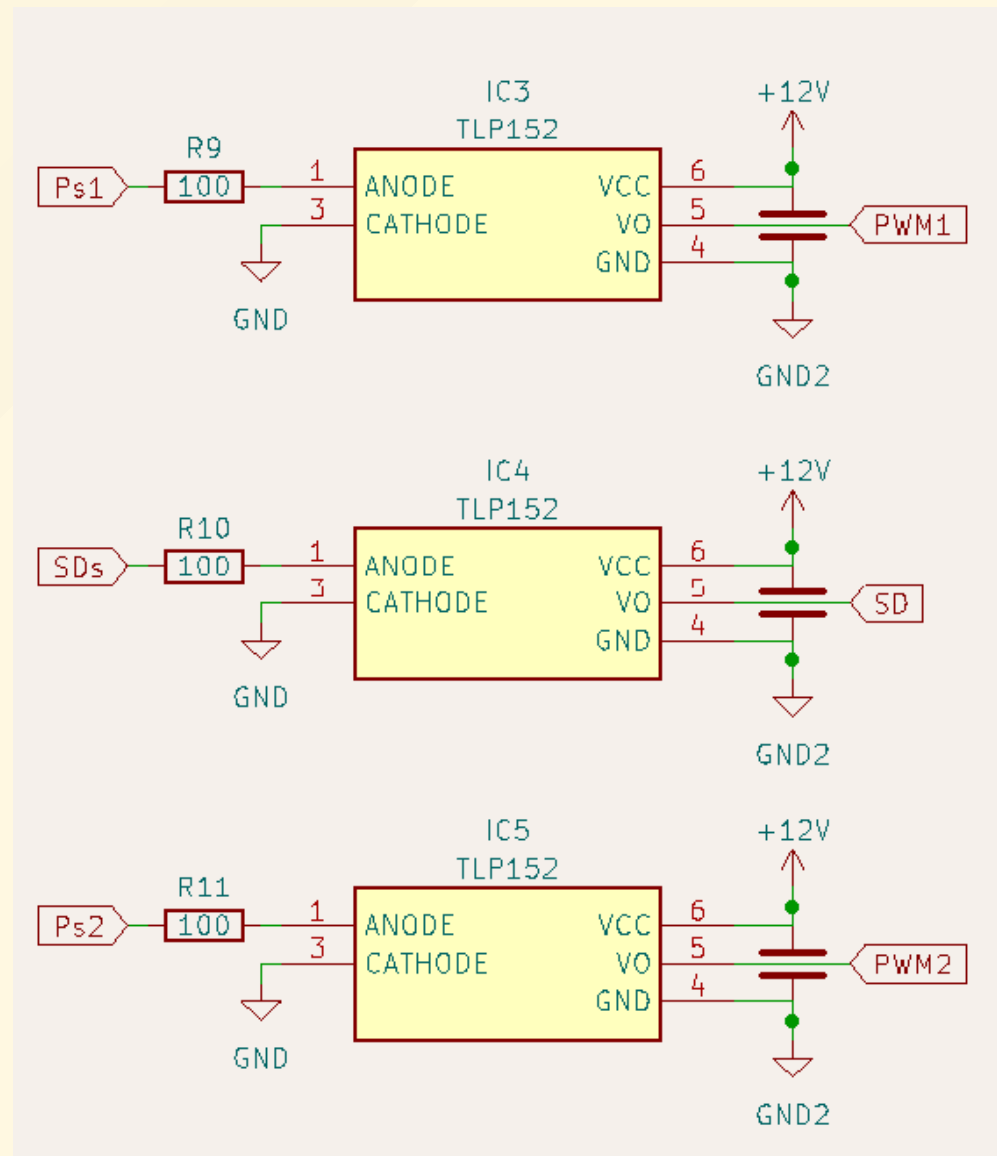 IC3
TLP152
+12V
R9
Ps1
100
1
ANODE
3
CATHODE
VCC
6
VO
5
GND
4
PWM1
GND
GND2
IC4
TLP152
+12V
R10
SDs
100
1
ANODE
3
CATHODE
VCC
6
VO
5
GND
4
SD
GND
GND2
IC5
TLP152
+12V
R11
Ps2
100
1
ANODE
3
CATHODE
VCC
6
VO
5
GND
4
PWM2
GND
GND2